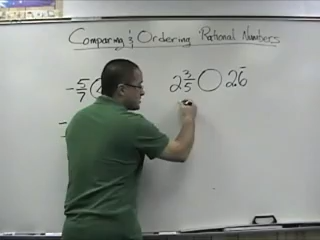 Comparing & Ordering Rational Numbers
-5/7 2 3/5 ◯ 2.6̅